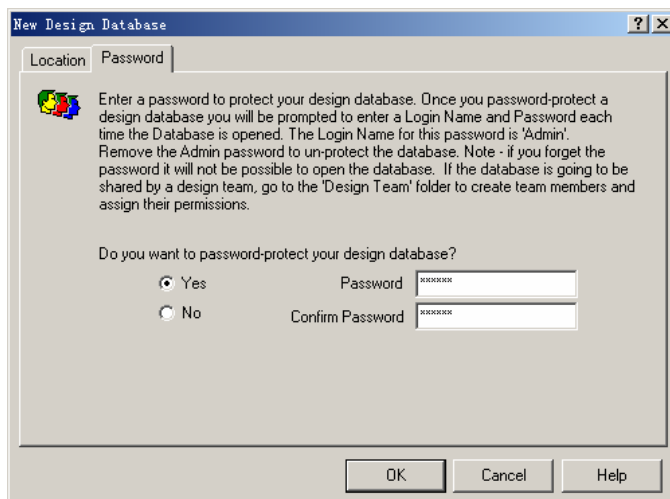 New Design Database
Location Password
Enter a password to protect your design database. Once you password-protect a
design database you will be prompted to enter a Login Name and Password each
time the Database is opened. The Login Name for this password is 'Admin'.
Remove the Admin password to un-protect the database. Note - if you forget the
password it will not be possible to open the database. If the database is going to be
shared by a design team, go to the 'Design Team' folder to create team members and
assign their permissions.
Do you want to password-protect your design database?
Yes Password ******
No Confirm Password ******
OK Cancel Help